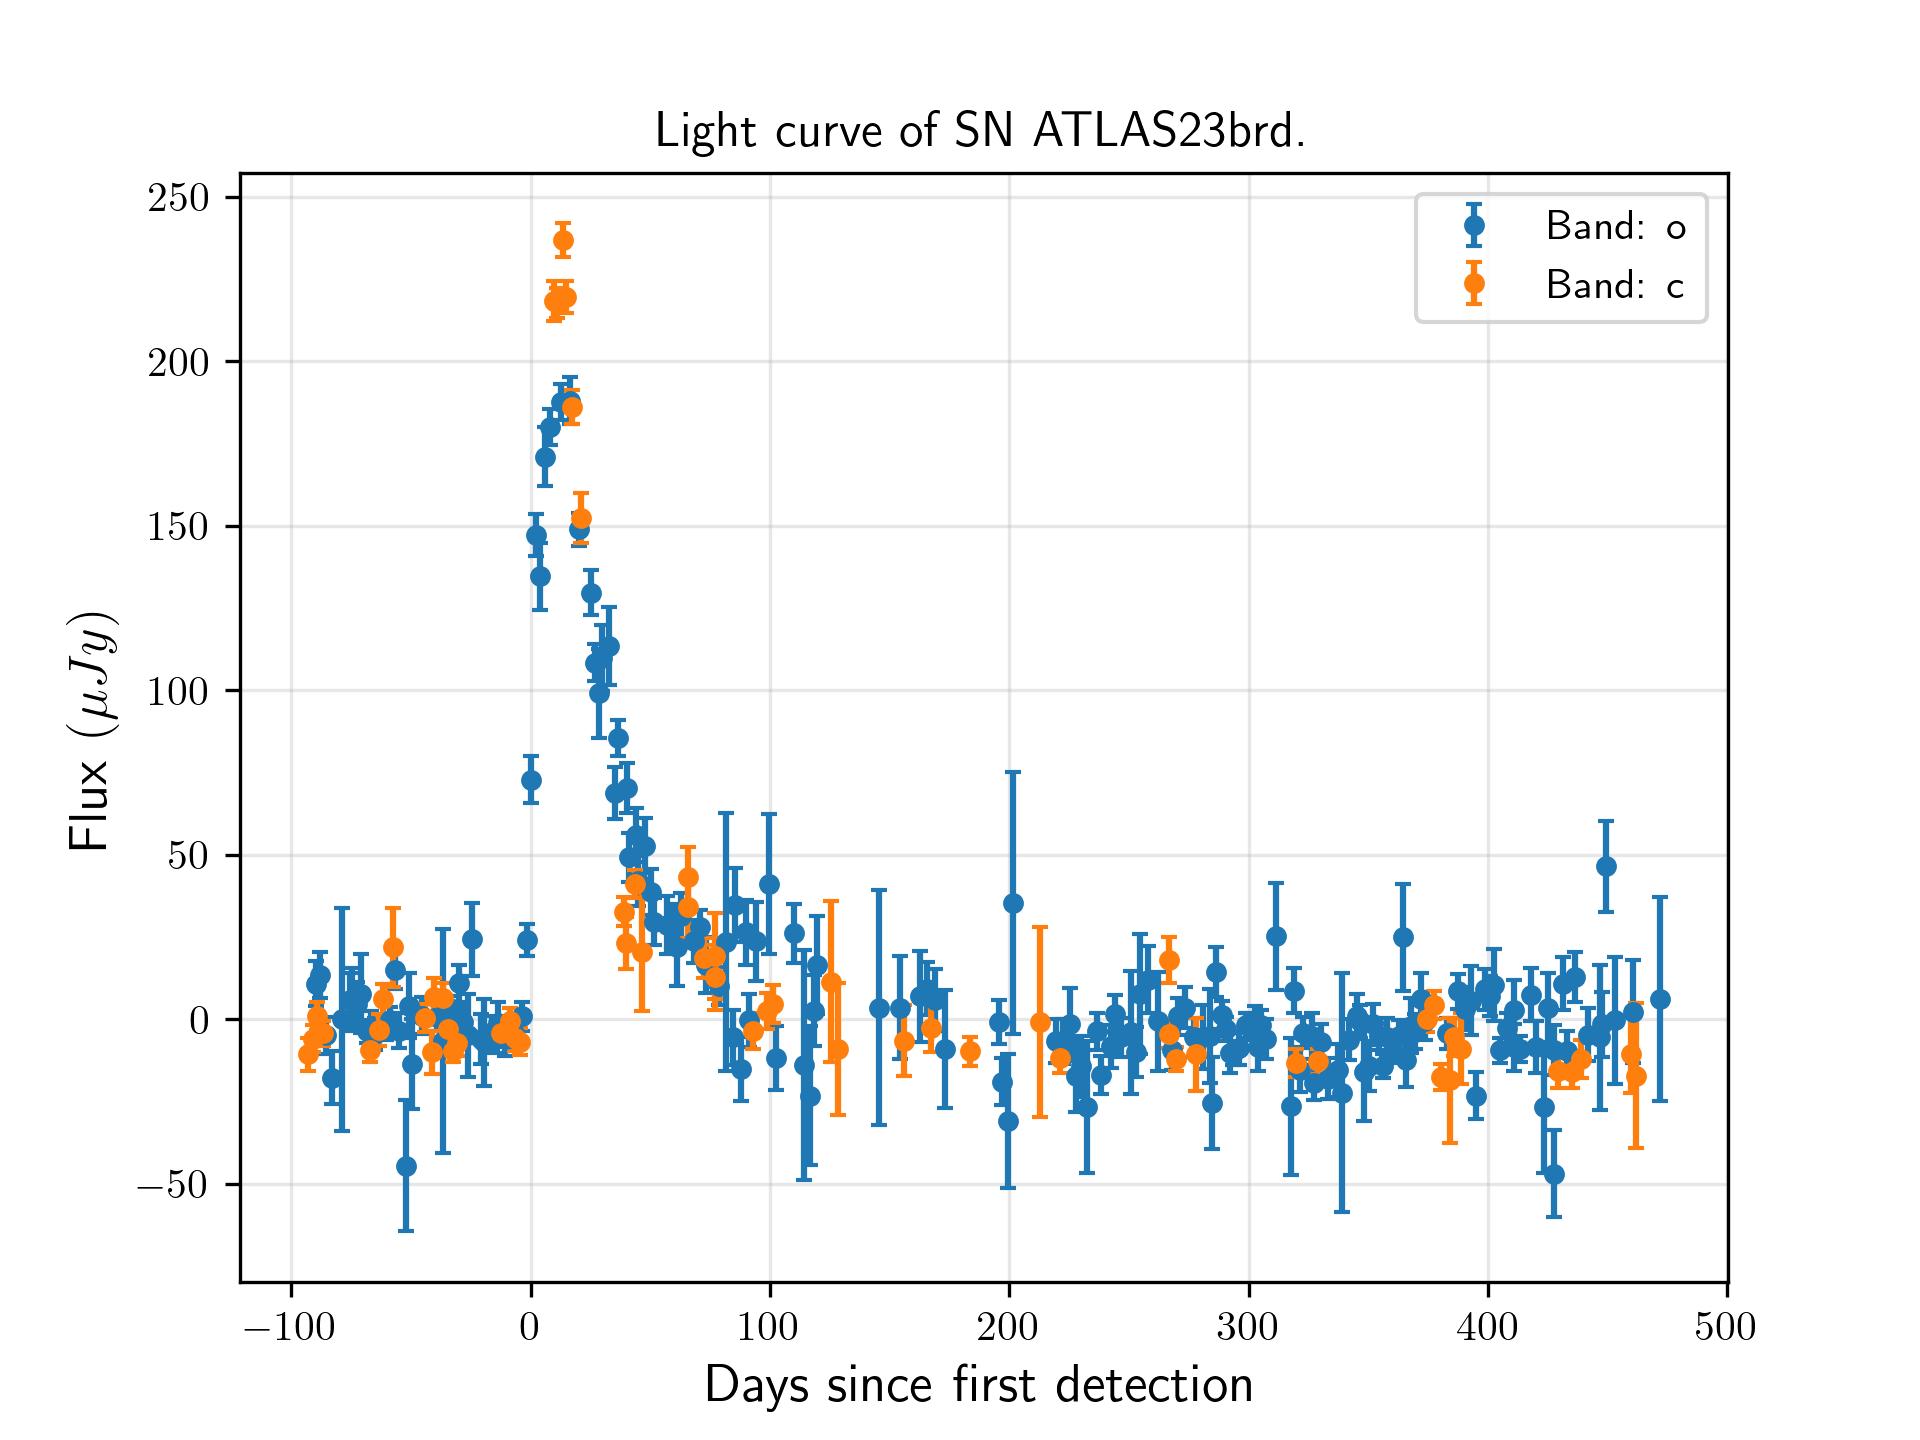 Light curve of SN ATLAS23brd.
Band: o
Band: c
250
200
150
100
50
0
−50
Flux (μJy)
−100 0 100 200 300 400 500
Days since first detection